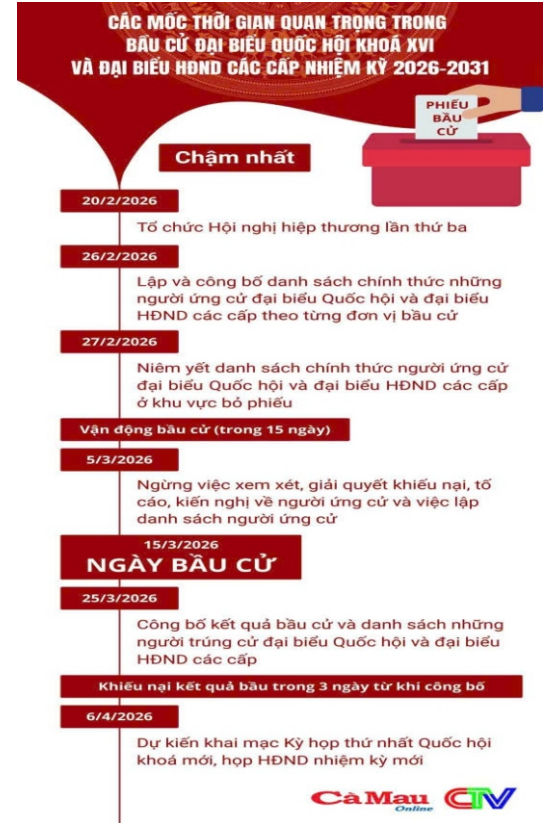 CÁC MỐC THỜI GIAN QUAN TRỌNG TRONG
BẦU CỬ ĐẠI BIỂU QUỐC HỘI KHOÁ XVI
VÀ ĐẠI BIỂU HĐND CÁC CẤP NHIỆM KỲ 2026-2031
PHIẾU
BẦU
CỬ
Chậm nhất
20/2/2026
Tổ chức Hội nghị hiệp thương lần thứ ba
26/2/2026
Lập và công bố danh sách chính thức những
người ứng cử đại biểu Quốc hội và đại biểu
HĐND các cấp theo từng đơn vị bầu cử
27/2/2026
Niêm yết danh sách chính thức người ứng cử
đại biểu Quốc hội và đại biểu HĐND các cấp
ở khu vực bỏ phiếu
Vận động bầu cử (trong 15 ngày)
5/3/2026
Ngừng việc xem xét, giải quyết khiếu nại, tố
cáo, kiến nghị về người ứng cử và việc lập
danh sách người ứng cử
15/3/2026
NGÀY BẦU CỬ
25/3/2026
Công bố kết quả bầu cử và danh sách những
người trúng cử đại biểu Quốc hội và đại biểu
HĐND các cấp
Khiếu nại kết quả bầu trong 3 ngày từ khi công bố
6/4/2026
Dự kiến khai mạc Kỳ họp thứ nhất Quốc hội
khoá mới, họp HĐND nhiệm kỳ mới
Cà Mau CTV
Online